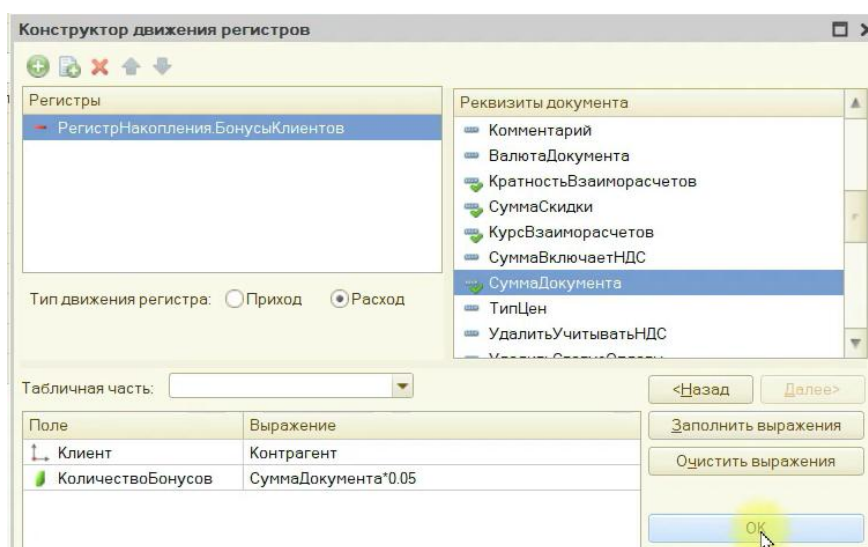 Конструктор движения регистров
Регистры
РегистрНакопления.БонусыКлиентов
Реквизиты документа
Комментарий
ВалютаДокумента
КратностьВзаиморасчетов
СуммаСкидки
КурсВзаиморасчетов
СуммаВключаетНДС
СуммаДокумента
ТипЦен
УдалитьУчитыватьНДС
Тип движения регистра: Приход Расход
Табличная часть:
<Назад Далее>
Поле Выражение
Клиент Контрагент
КоличествоБонусов СуммаДокумента*0.05
Заполнить выражения
Очистить выражения
OK